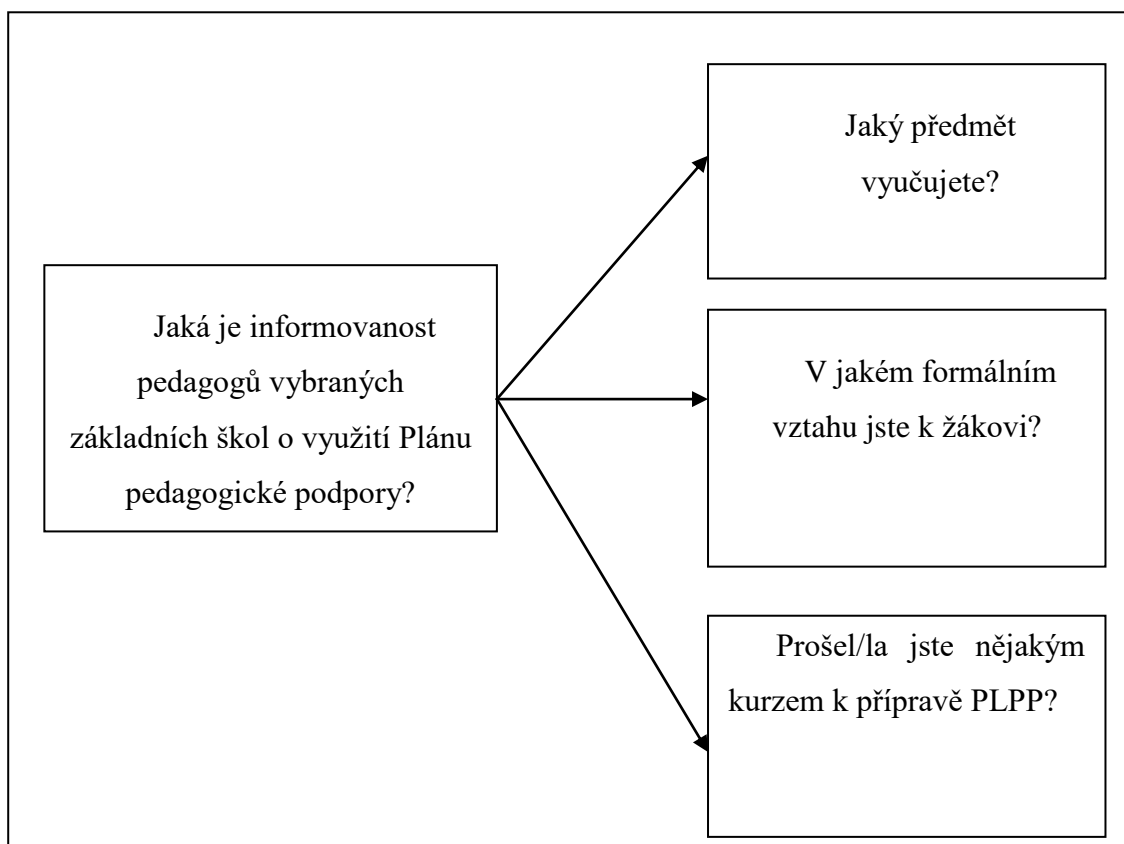 Jaká je informovanost
pedagogů vybraných
základních škol o využití Plánu
pedagogické podpory?
Jaký předmět
vyučujete?
V jakém formálním
vztahu jste k žákovi?
Prošel/la jste nějakým
kurzem k přípravě PLPP?